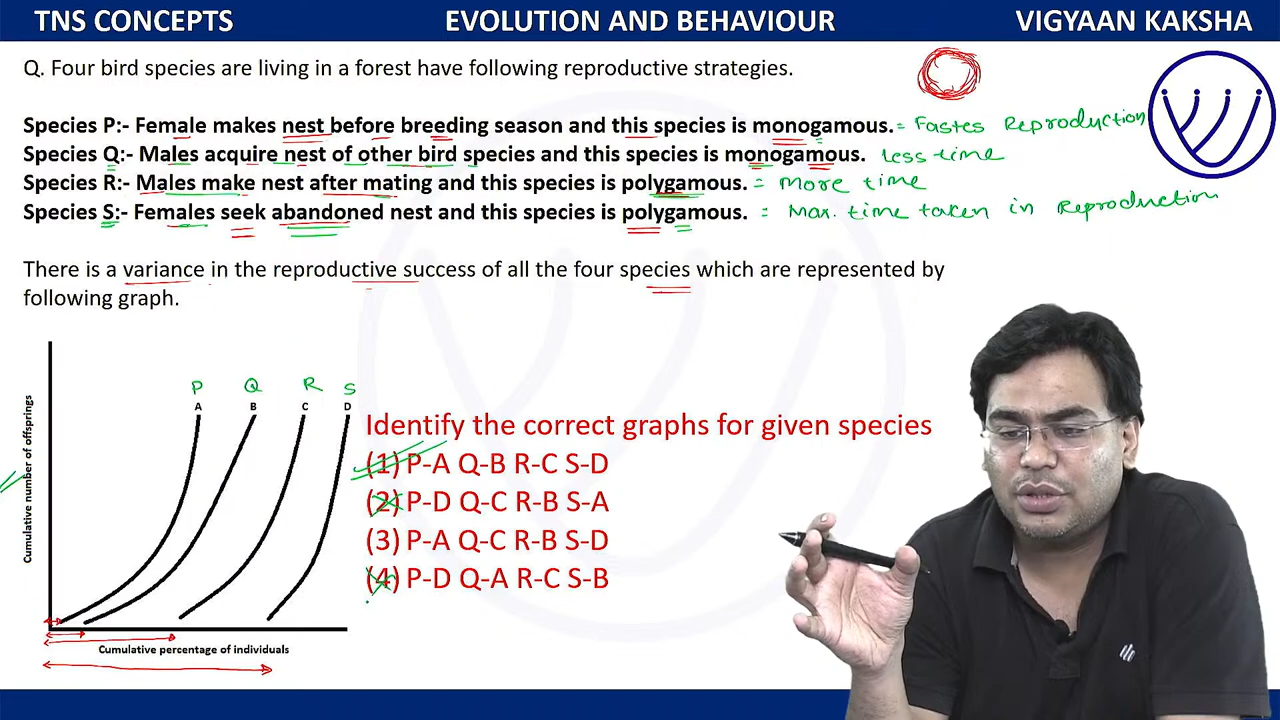 TNS CONCEPTS EVOLUTION AND BEHAVIOUR VIGYAAN KAKSHA
Q. Four bird species are living in a forest have following reproductive strategies.
Species P:- Female makes nest before breeding season and this species is monogamous. = Fastes Reproduction
Species Q:- Males acquire nest of other bird species and this species is monogamous. less time
Species R:- Males make nest after mating and this species is polygamous. = More time
Species S:- Females seek abandoned nest and this species is polygamous. = Max. time taken in Reproduction
There is a variance in the reproductive success of all the four species which are represented by
following graph.
P Q R S
A B C D
Cumulative number of offsprings
Cumulative percentage of individuals
Identify the correct graphs for given species
(1) P-A Q-B R-C S-D
(2) P-D Q-C R-B S-A
(3) P-A Q-C R-B S-D
(4) P-D Q-A R-C S-B